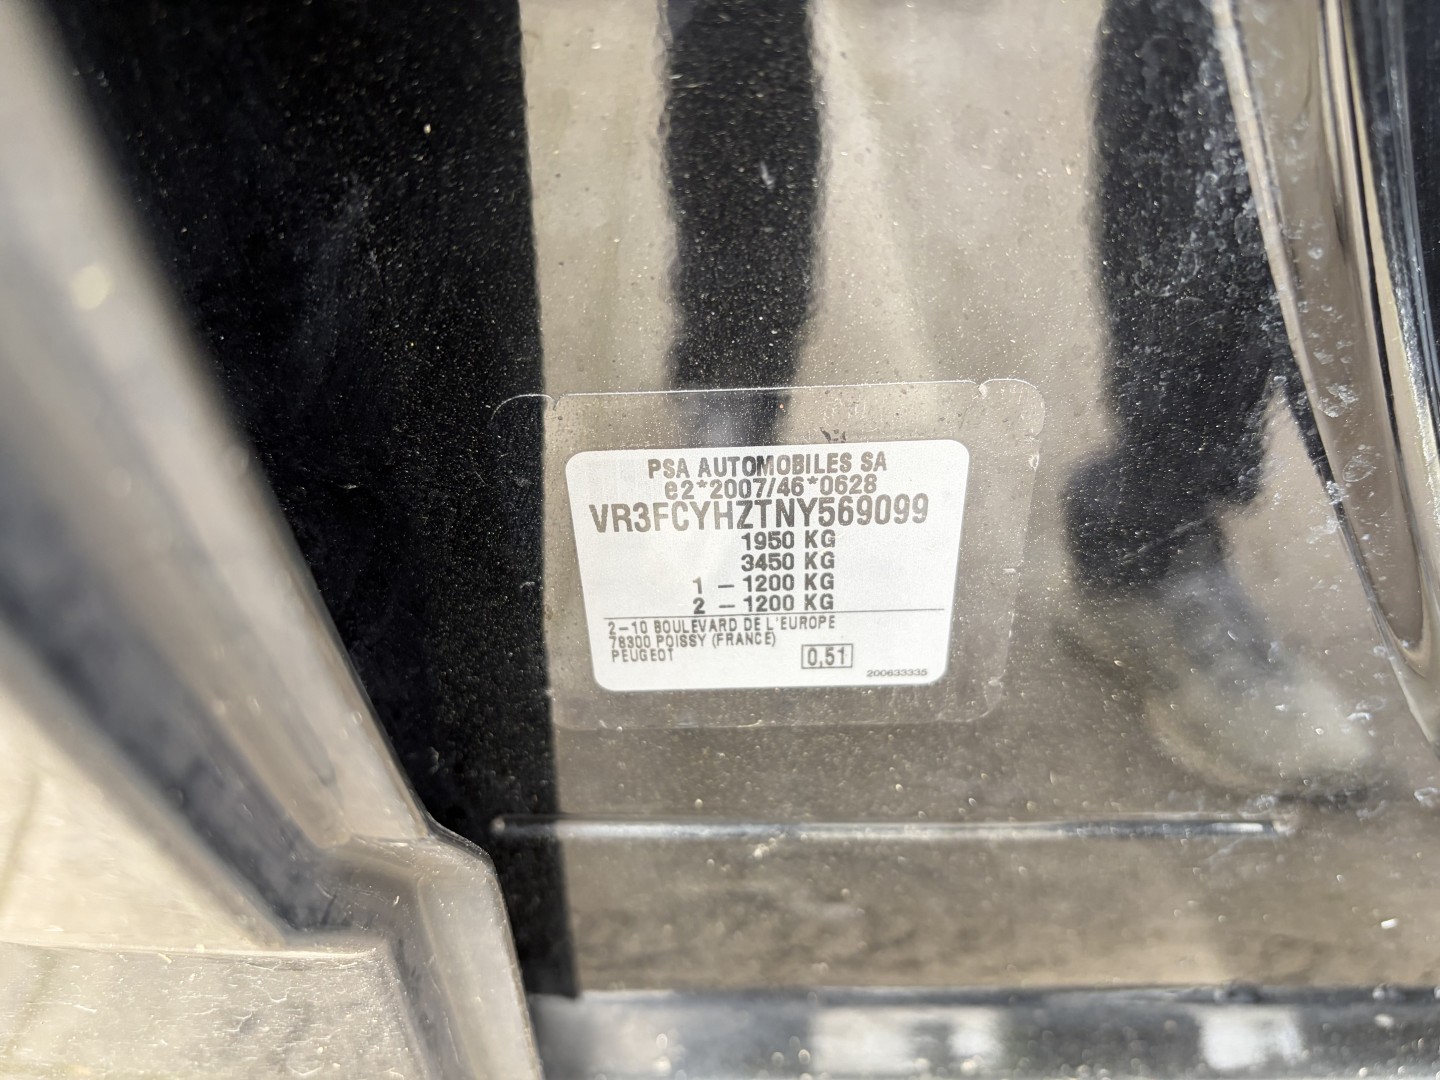 PSA AUTOMOBILES SA
e2*2007/46*0628
VR3FCYHZTNY569099
1950 KG
3450 KG
1 – 1200 KG
2 – 1200 KG
2–10 BOULEVARD DE L'EUROPE
78300 POISSY (FRANCE)
PEUGEOT
0,51
200633335